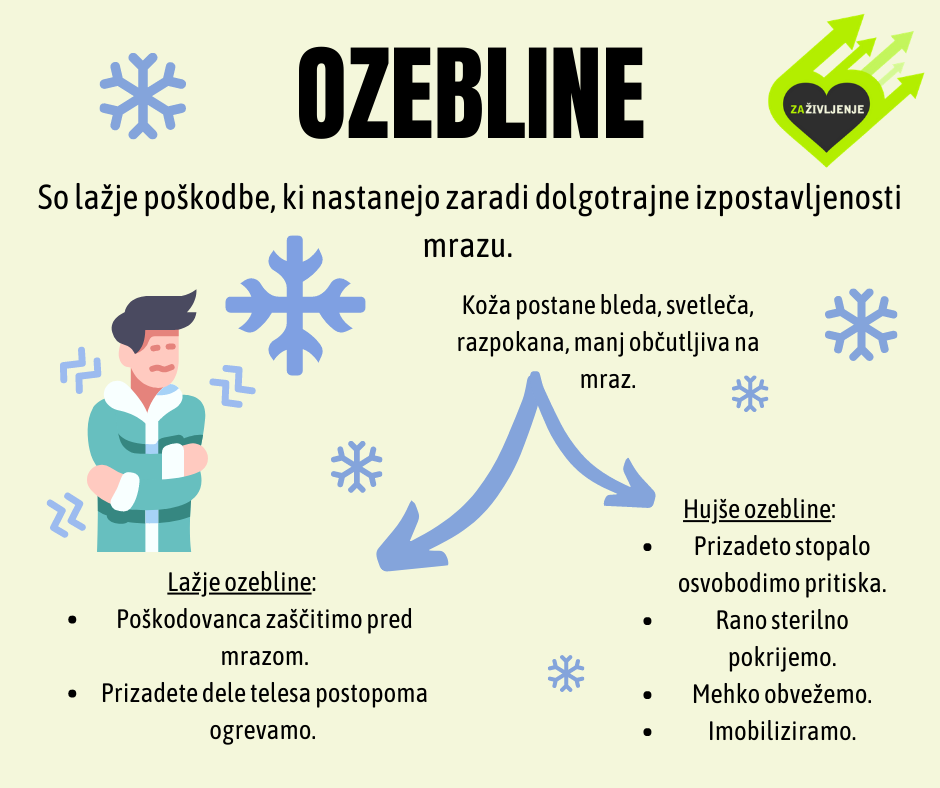 OZEBLINE
ZAŽIVLJENJE
So lažje poškodbe, ki nastanejo zaradi dolgotrajne izpostavljenosti
mrazu.
Koža postane bleda, svetleča,
razpokana, manj občutljiva na
mraz.
Lažje ozebline:
• Poškodovanca zaščitimo pred
mrazom.
• Prizadete dele telesa postopoma
ogrevamo.
Hujše ozebline:
• Prizadeto stopalo
osvobodimo pritiska.
• Rano sterilno
pokrijemo.
• Mehko obvežemo.
• Imobiliziramo.